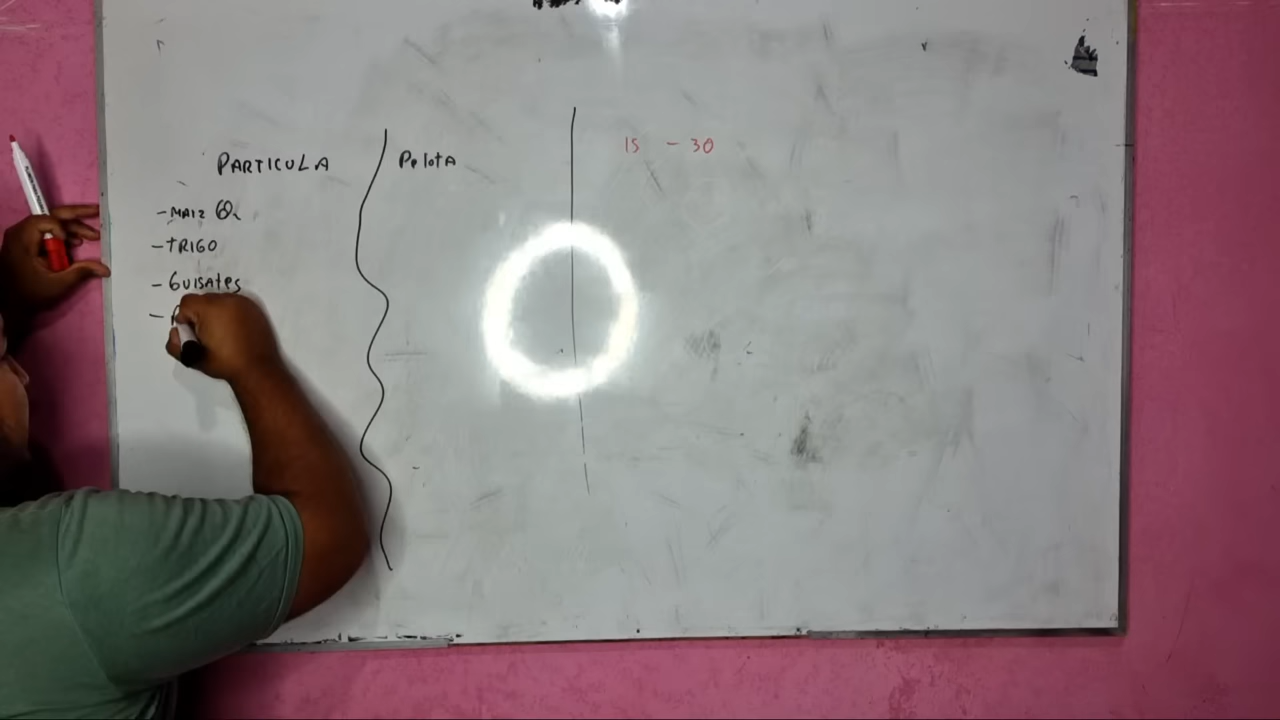 PARTICULA
- MAIZ
- TRIGO
- GUISATES
-
PelotA
15 - 30